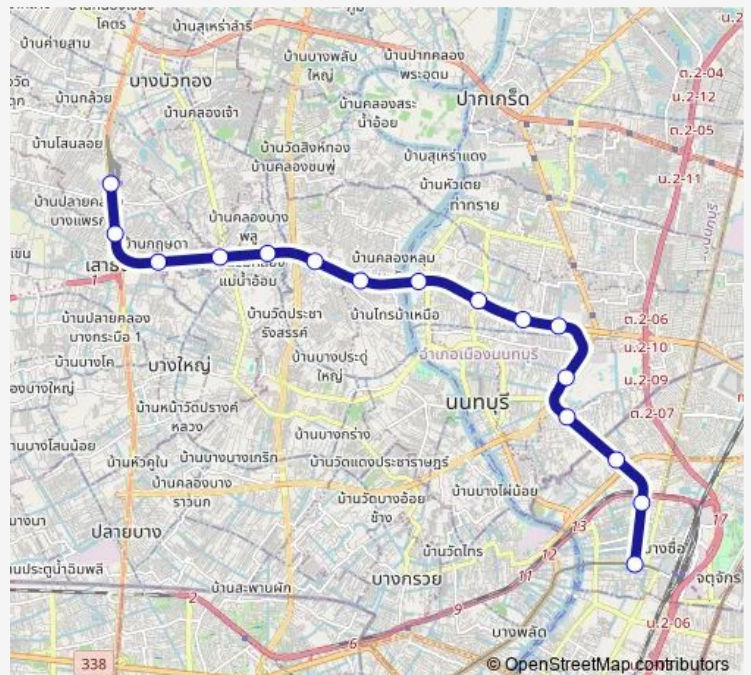 โคตร
บ้านสุเหร่าลำรี
บ้านค่ายสาม
บ้านบางพลับ
ใหญ่
บ้านปากคลอง
พระอุดม
น.2
ต.2-04
น.2-12
บางบัวทอง
บ้านกล้วย
บ้านคลองเจ้า
บ้านคลองสระ
น้ำอ้อย
ปากเกร็ด
ต.2-05
บ้านโสนลอย
บ้านวัดสิงห์ทอง
บ้านคลองชมพู่
บ้านสุเหร่าแดง
น.2-11
บ้านหัวเตย
ท่าทราย
บ้านปลายคล
บางแพรก
บ้านคลองบาง
พลู
บ้านกฤษดา
บ้านคลองหลุม
แม่น้ำอ้อม
1
บ้านปลายคลอง
บางกระบือ 1
บ้านวัดประชา
รังสรรค์
บ้านไทรม้าเหนือ
ต.2-06
น.2-10
บ้านบางโค
บางใหญ่
บ้านบางประดู่
ใหญ่
อำเภอเมืองนนทบุรี
น.2-09
องบางใหญ่
บ้านหน้าวัดปรางค์
หลวง
นนทบุรี
ต.2-07
บ้านบางกร่าง
บ้านหัวคูใน
บ้านบางนางเกริก
บ้านวัดแดงประชาราษฎร์
บ้านคลองบาง
ราวนก
บ้านวัดบางอ้อย
ช้าง
บ้านบางไผ่น้อย
ปลายบาง
13
17
บ้านวัดไทร
12
บางซื่อ
11
บางกรวย
จตุจักร
บ้านสะพานผัก
2
9
บางพลัด
น.2-06
6
338
© OpenStreetMap contributors